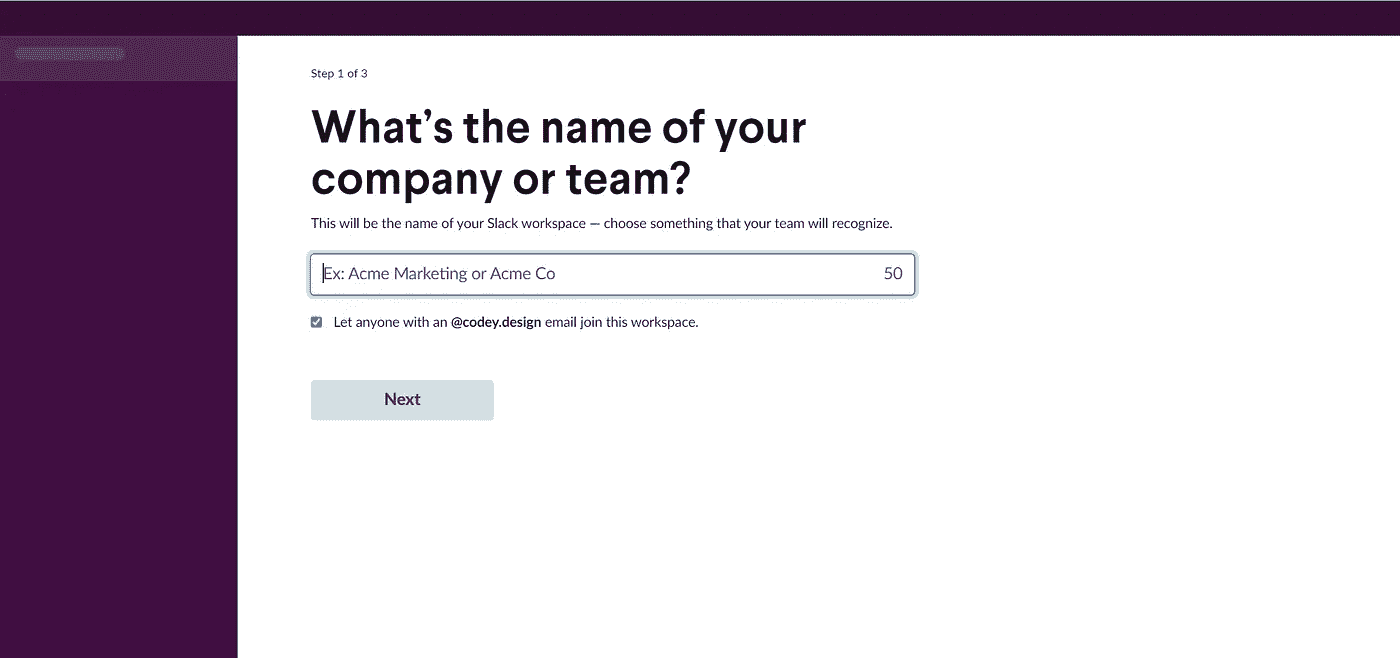 Step 1 of 3
What’s the name of your
company or team?
This will be the name of your Slack workspace — choose something that your team will recognize.
Ex: Acme Marketing or Acme Co 50
Let anyone with an @codey.design email join this workspace.
Next